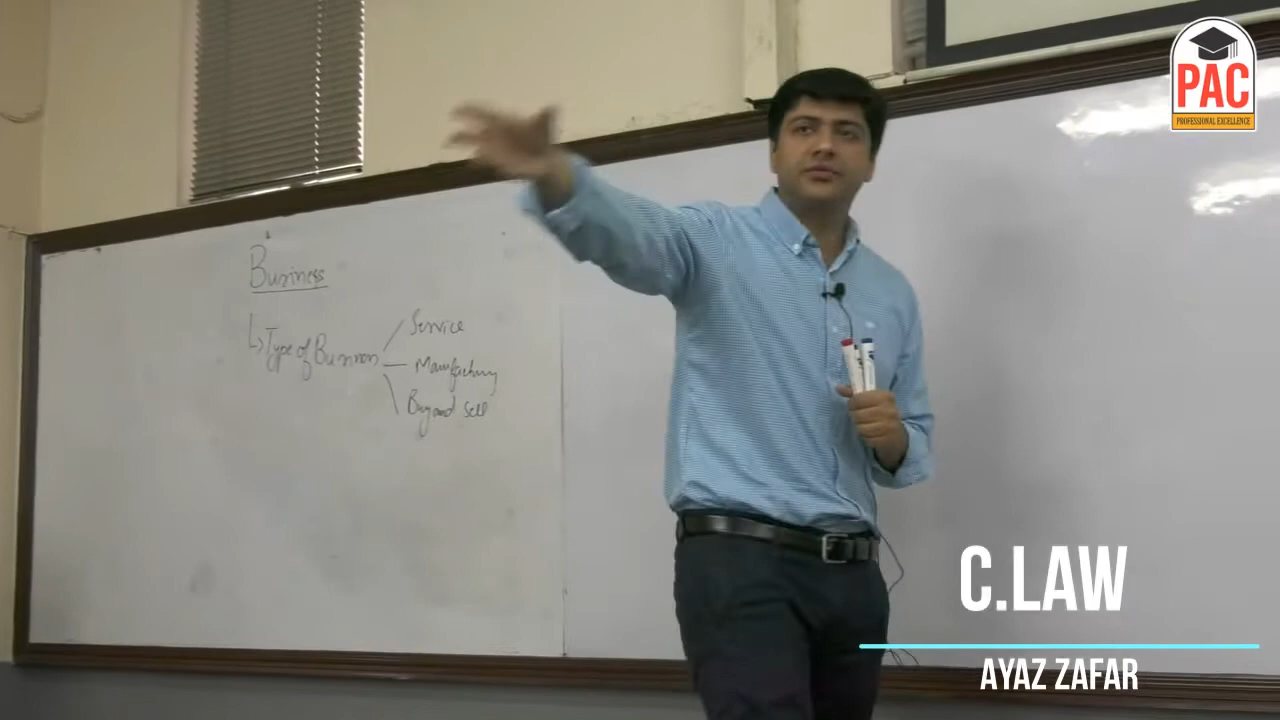 PAC
PROFESSIONAL EXCELLENCE
Business
Type of Business
Service
Manufacturing
Buy and Sell
C.LAW
AYAZ ZAFAR